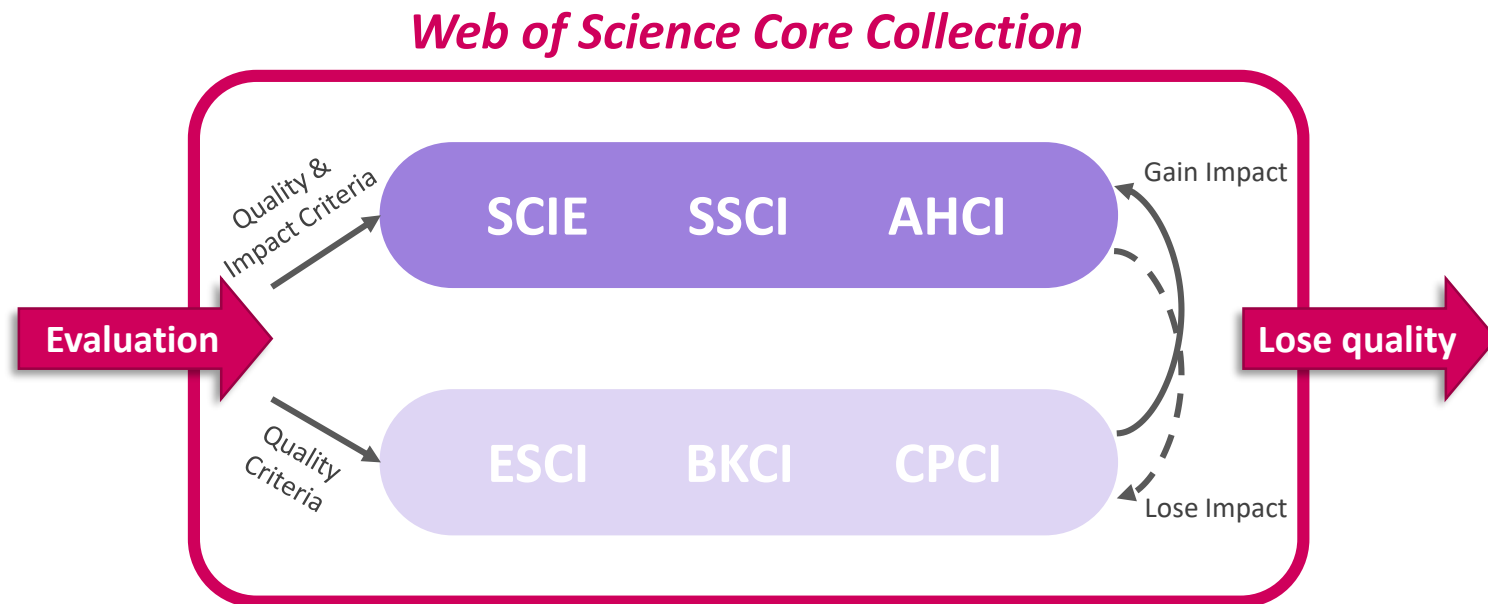 Web of Science Core Collection
Quality &
Impact Criteria
SCIE SSCI AHCI
Gain Impact
Evaluation
Lose quality
Quality
Criteria
ESCI BKCI CPCI
Lose Impact